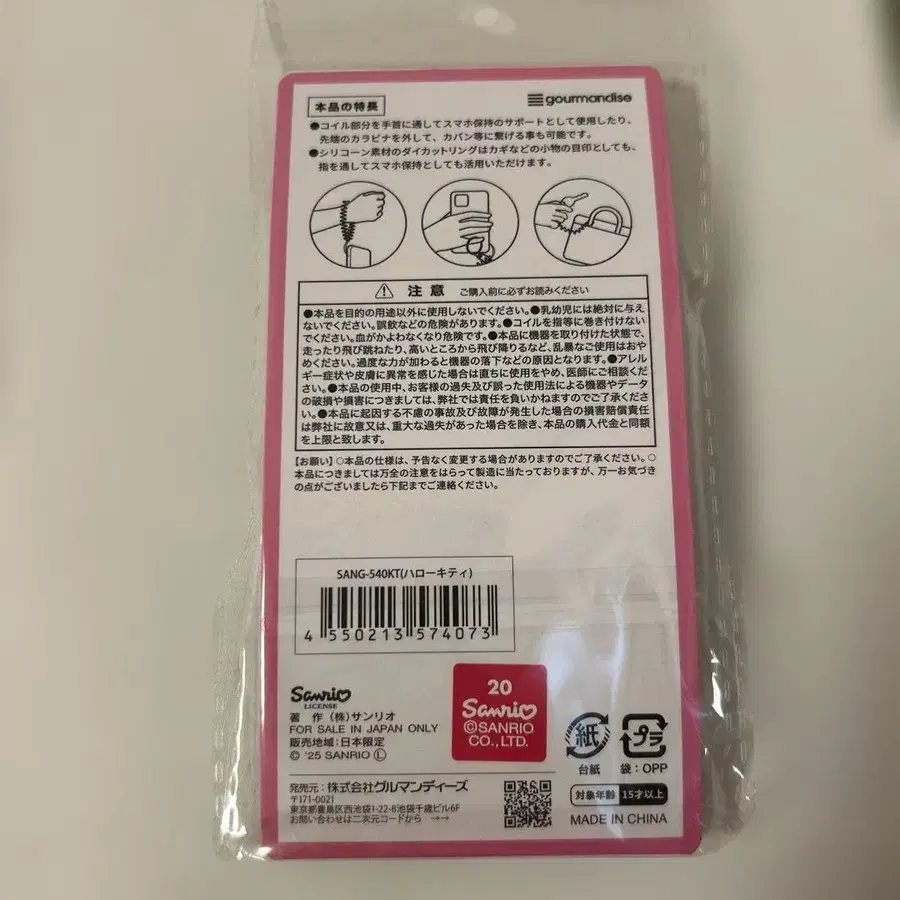 本品の特長
gourmandise
●コイル部分を手首に通してスマホ保持のサポートとして使用したり、
先端のカラビナを外して、カバン等に繋げる事も可能です。
●シリコーン素材のダイカットリングはカギなどの小物の目印としても、
指を通してスマホ保持としても活用いただけます。
注意 ご購入前に必ずお読みください
●本品を目的の用途以外に使用しないでください。●乳幼児には絶対に与え
ないでください。誤飲などの危険があります。●コイルを指等に巻き付けない
でください。血がかよわなくなり危険です。●本品に機器を取り付けた状態で、
走ったり飛び跳ねたり、高いところから飛び降りるなど、乱暴なご使用はおや
めください。過度な力が加わると機器の落下などの原因となります。●アレル
ギー症状や皮膚に異常を感じた場合は直ちに使用をやめ、医師にご相談くだ
さい。●本品の使用中、お客様の過失及び誤った使用法による機器やデータ
の破損や損害につきましては、弊社では責任を負いかねますのでご了承くださ
い。●本品に起因する不慮の事故及び故障が発生した場合の損害賠償責任
は弊社に故意又は、重大な過失があった場合を除き、本品の購入代金と同額
を上限と致します。
【お願い】○本品の仕様は、予告なく変更する場合がありますのでご了承ください。○
本品につきましては万全の注意をはらって製造に当たっておりますが、万一お気づき
の点がございましたら下記までご連絡ください。
SANG-540KT(ハローキティ)
4 550213 574073
Sanrio
LICENSE
著 作 (株)サンリオ
FOR SALE IN JAPAN ONLY
販売地域:日本限定
© '25 SANRIO Ⓛ
20
Sanrio
©SANRIO
CO., LTD.
紙
台紙
プラ
袋:OPP
発売元: 株式会社グルマンディーズ
〒171-0021
東京都豊島区西池袋1-22-8池袋千歳ビル6F
お問い合わせは二次元コードから →→
対象年齢 15才以上
MADE IN CHINA